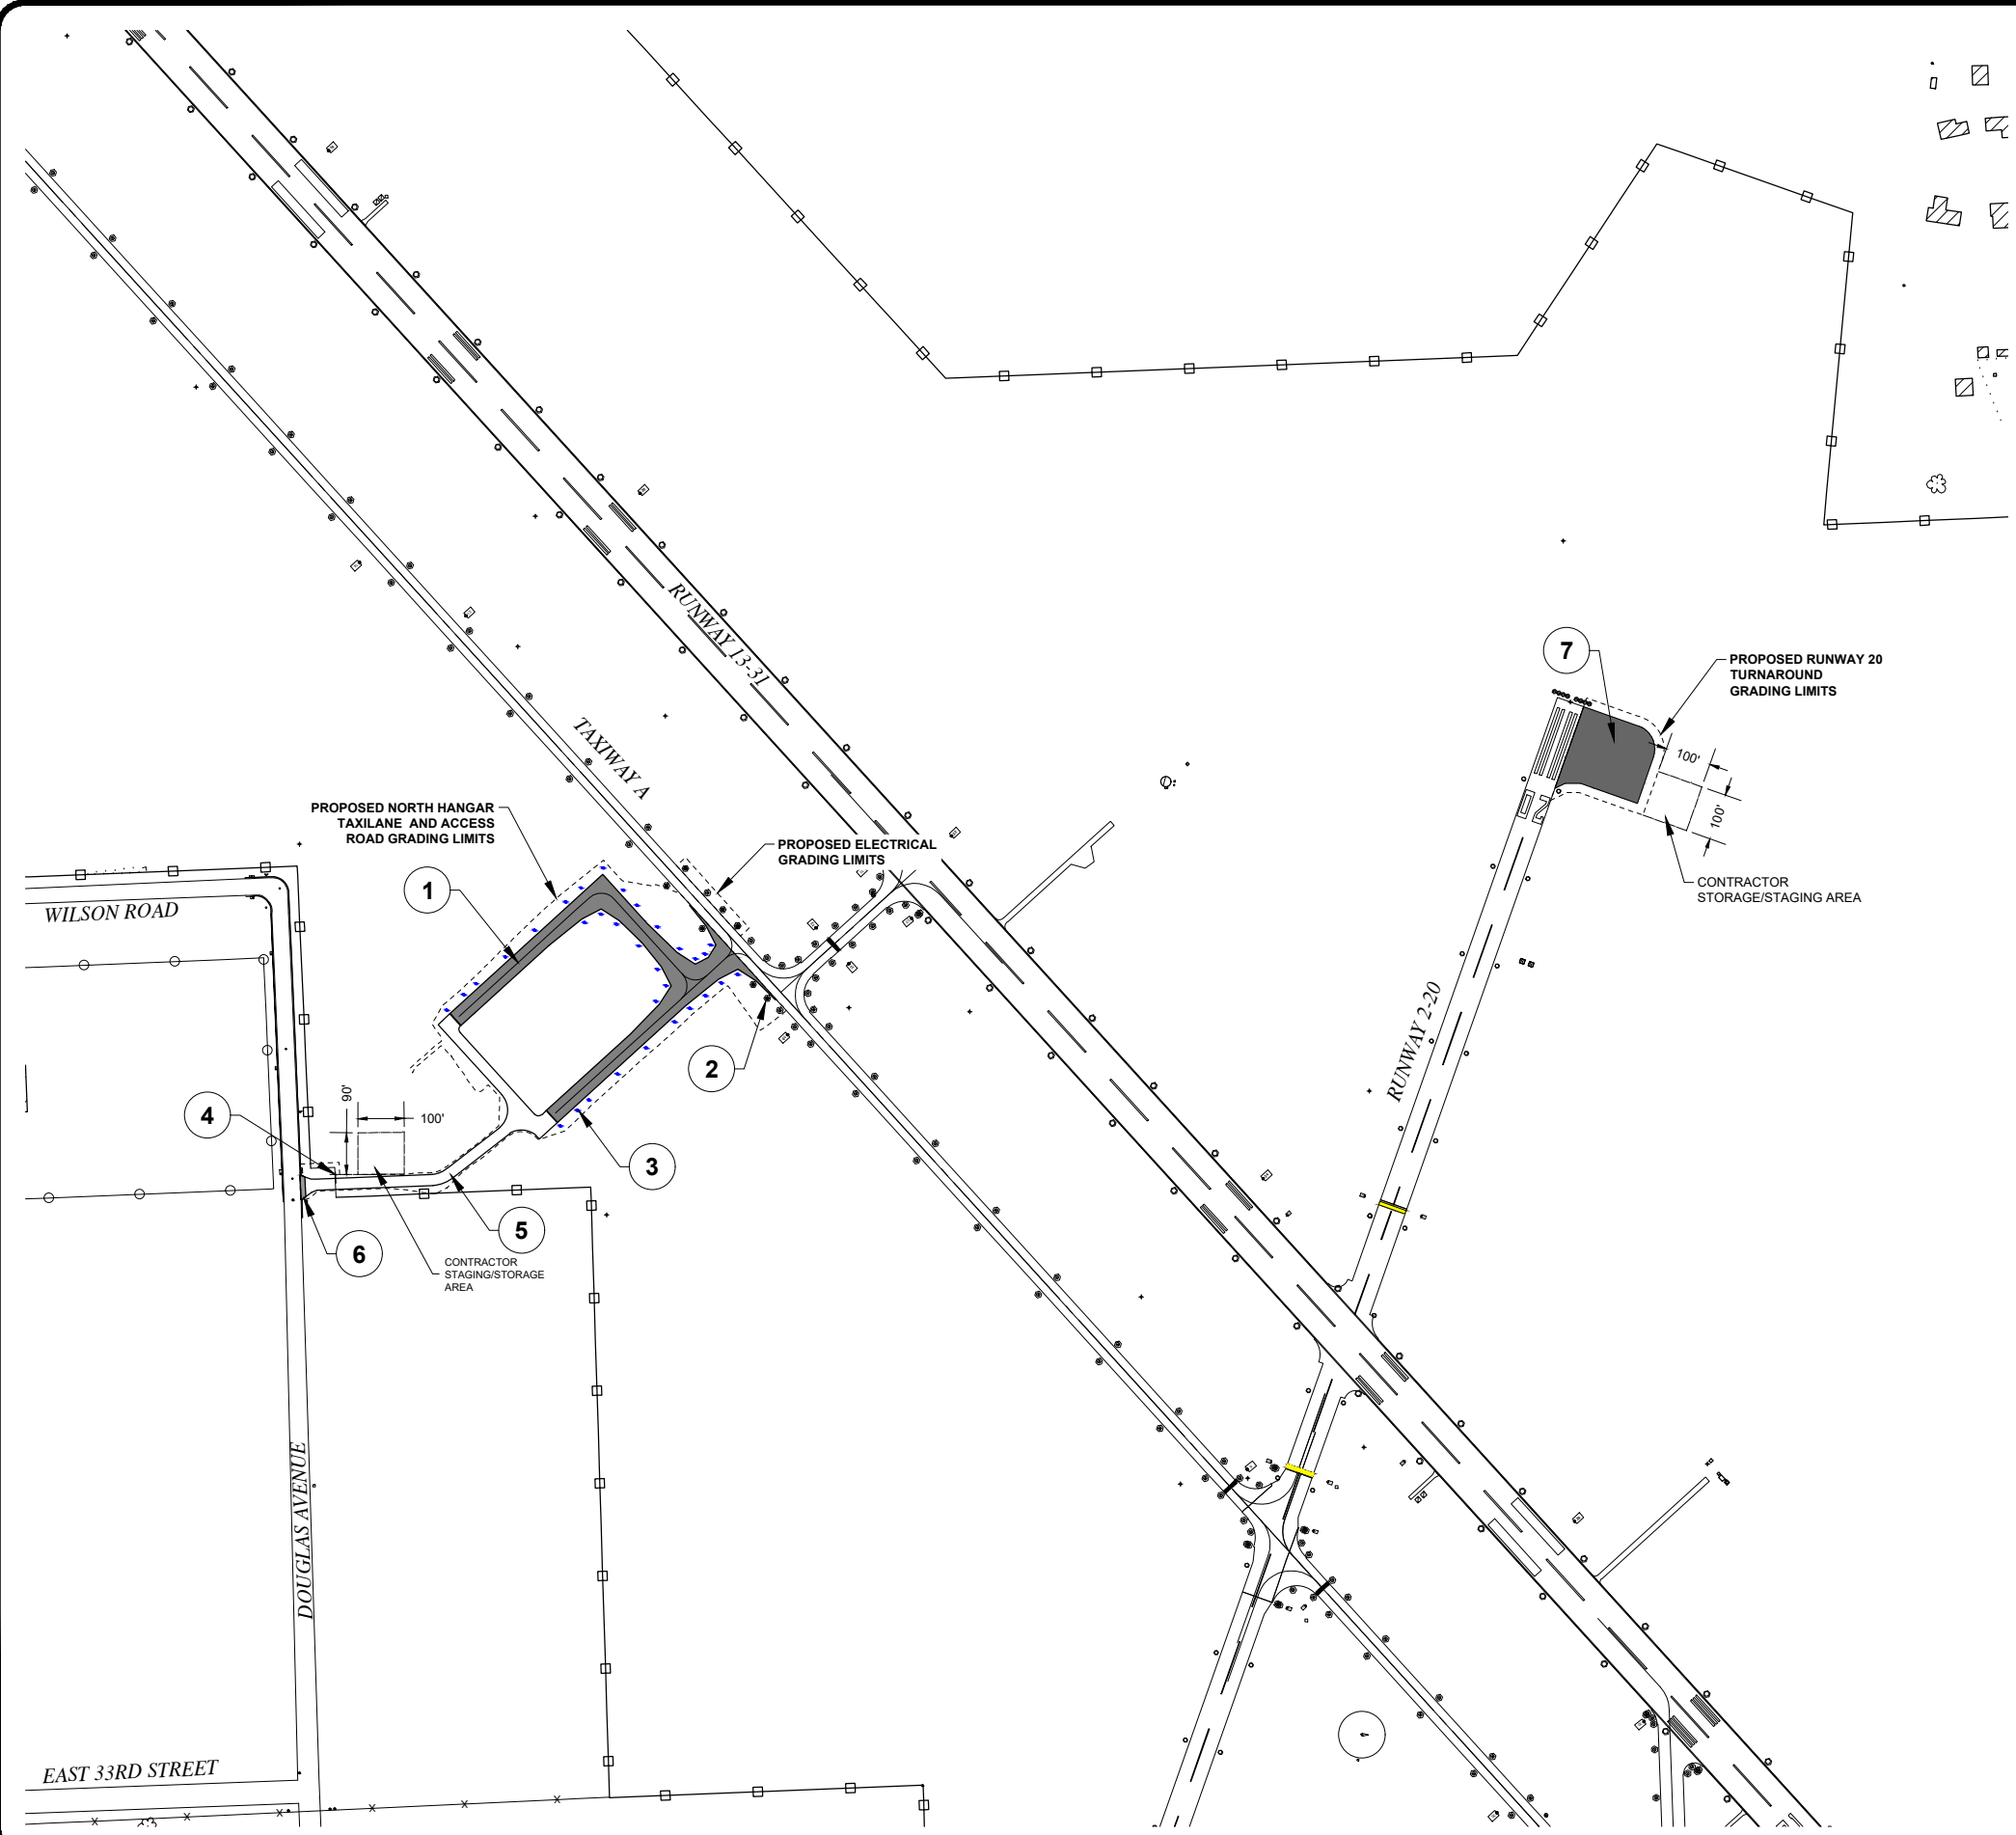 RUNWAY 13-31
7
PROPOSED RUNWAY 20
TURNAROUND
GRADING LIMITS
100'
100'
20
CONTRACTOR
STORAGE/STAGING AREA
TAXIWAY A
PROPOSED NORTH HANGAR
TAXILANE AND ACCESS
ROAD GRADING LIMITS
PROPOSED ELECTRICAL
GRADING LIMITS
1
WILSON ROAD
2
RUNWAY 2-20
90'
100'
4
3
5
6
CONTRACTOR
STAGING/STORAGE
AREA
DOUGLAS AVENUE
EAST 33RD STREET